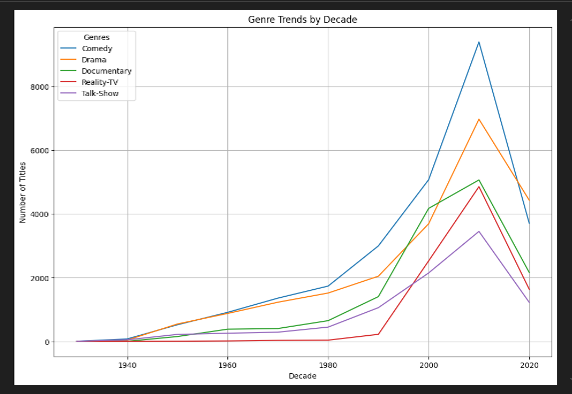 Genre Trends by Decade
Genres
Comedy
Drama
Documentary
Reality-TV
Talk-Show
Number of Titles
8000
6000
4000
2000
0
1940
1960
1980
2000
2020
Decade